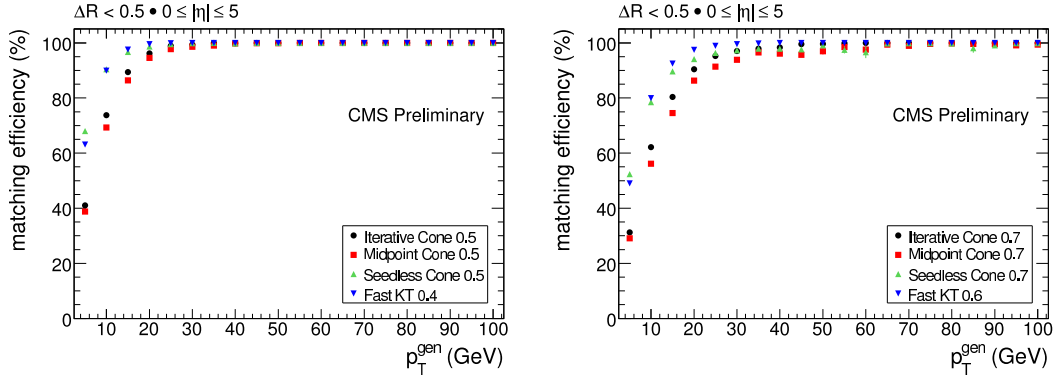 ΔR < 0.5 ● 0 ≤ |η| ≤ 5
matching efficiency (%)
100
80
60
40
20
0
CMS Preliminary
Iterative Cone 0.5
Midpoint Cone 0.5
Seedless Cone 0.5
Fast KT 0.4
10 20 30 40 50 60 70 80 90 100
p_T^gen (GeV)
ΔR < 0.5 ● 0 ≤ |η| ≤ 5
matching efficiency (%)
100
80
60
40
20
0
CMS Preliminary
Iterative Cone 0.7
Midpoint Cone 0.7
Seedless Cone 0.7
Fast KT 0.6
10 20 30 40 50 60 70 80 90 100
p_T^gen (GeV)